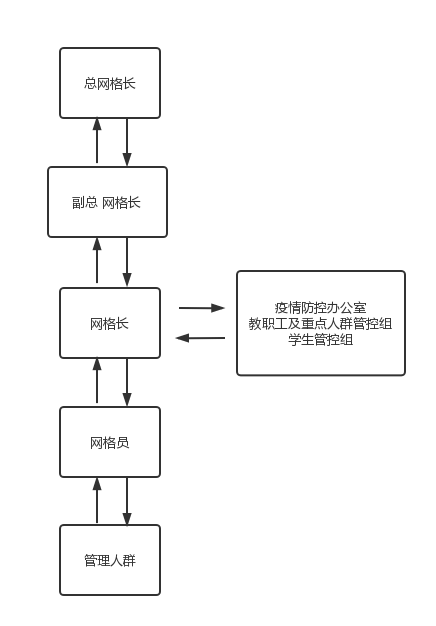 总网格长
副总 网格长
网格长
疫情防控办公室
教职工及重点人群管控组
学生管控组
网格员
管理人群